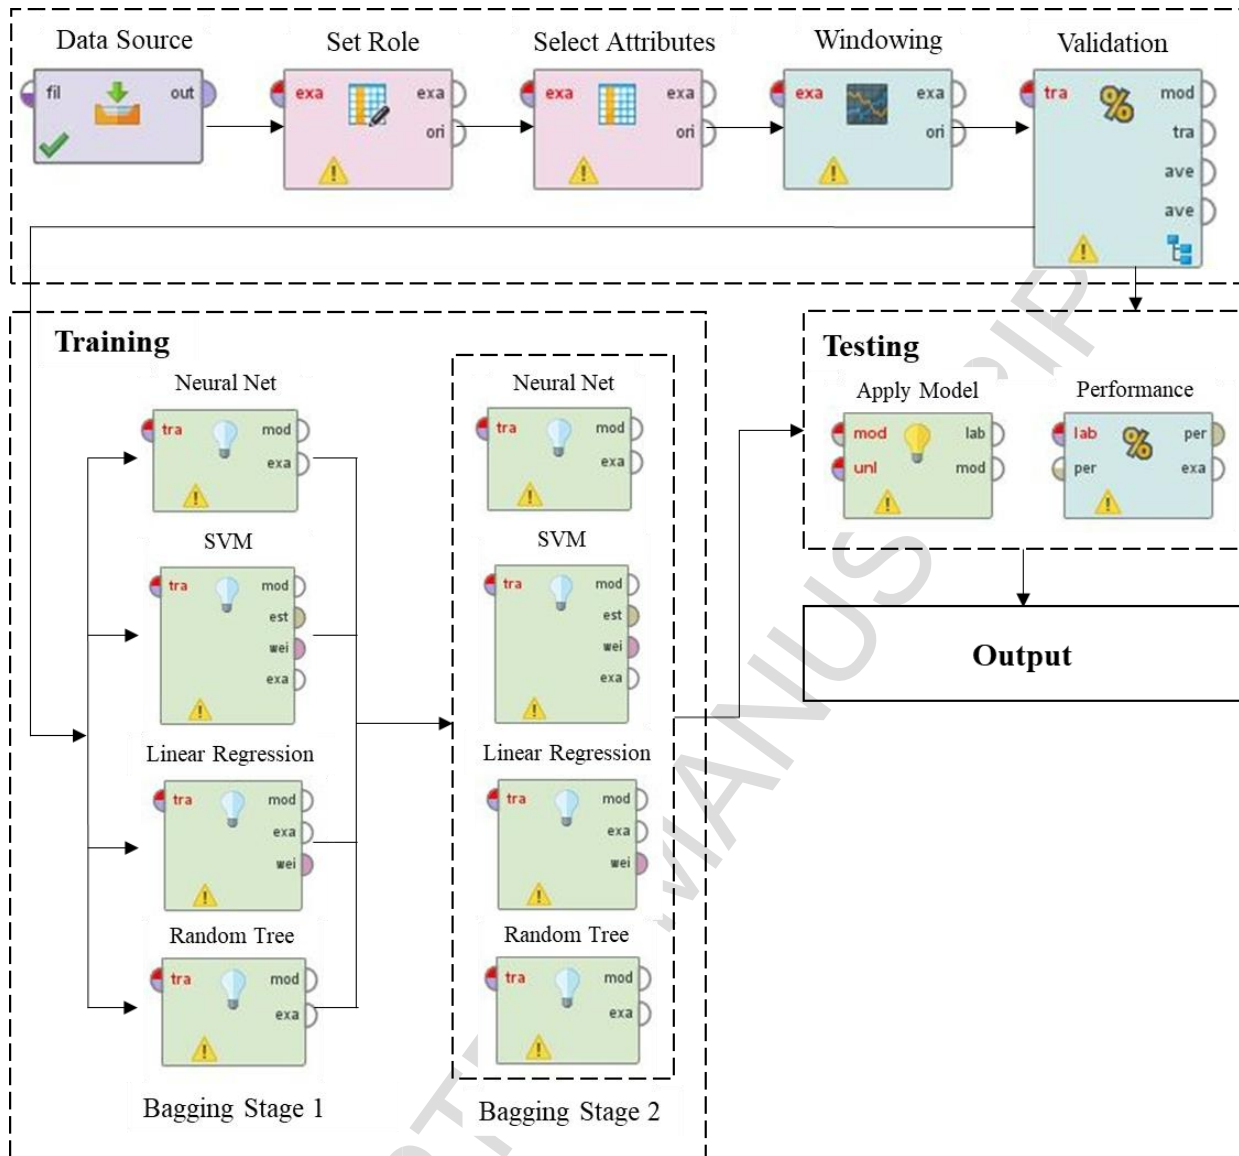 Data Source
Set Role
Select Attributes
Windowing
Validation
fil
out
exa
exa
ori
exa
exa
ori
exa
exa
ori
tra
mod
tra
ave
ave
Training
Neural Net
tra
mod
exa
SVM
tra
mod
est
wei
exa
Linear Regression
tra
mod
exa
wei
Random Tree
tra
mod
exa
Bagging Stage 1
Neural Net
tra
mod
exa
SVM
tra
mod
est
wei
exa
Linear Regression
tra
mod
exa
wei
Random Tree
tra
mod
exa
Bagging Stage 2
Testing
Apply Model
mod
lab
unl
mod
Performance
lab
per
per
exa
Output
MANUS